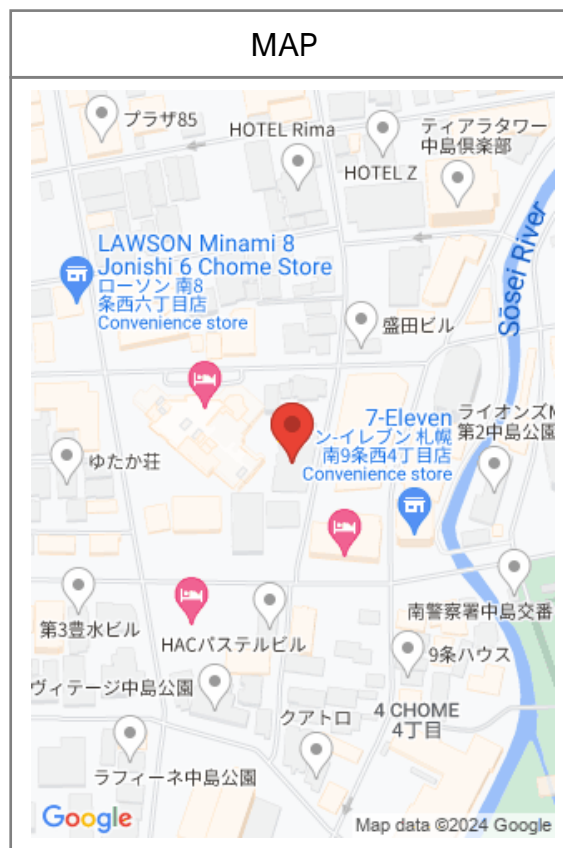 MAP
プラザ85
HOTEL Rima
ティアラタワー
中島倶楽部
HOTEL Z
Sōsei River
LAWSON Minami 8
Jonishi 6 Chome Store
ローソン 南8
条西六丁目店
Convenience store
盛田ビル
7-Eleven
ン-イレブン 札幌
南9条西4丁目店
Convenience store
ライオンズM
第2中島公園
ゆたか荘
南警察署中島交番
第3豊水ビル
HACパステルビル
9条ハウス
ヴィテージ中島公園
クアトロ
4 CHOME
4丁目
ラフィーネ中島公園
Google
Map data ©2024 Google